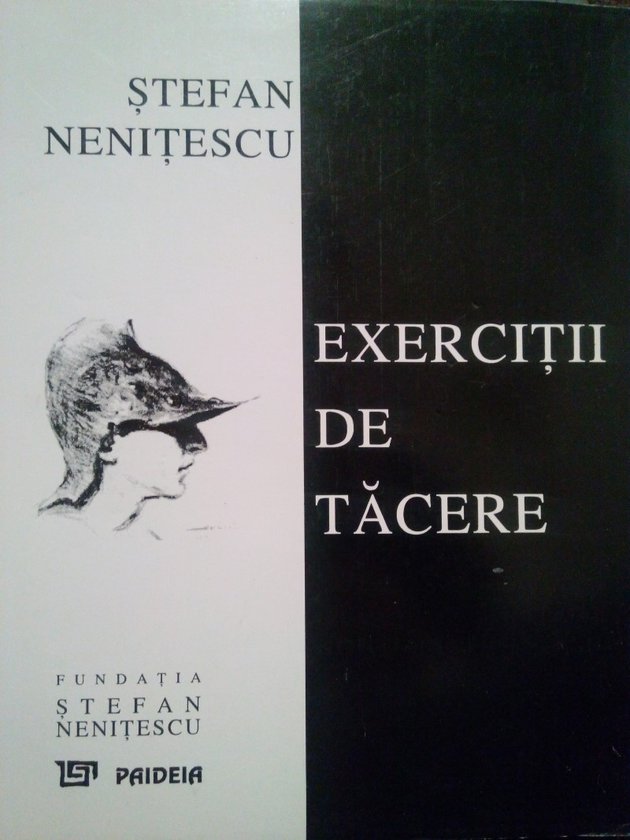 ȘTEFAN
NENIȚESCU
EXERCIȚII
DE
TĂCERE
FUNDAȚIA
ȘTEFAN
NENIȚESCU
PAIDEIA